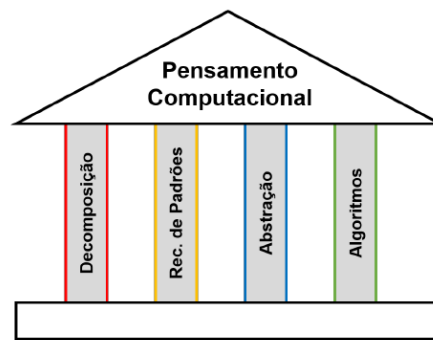 Pensamento
Computacional
Decomposição
Rec. de Padrões
Abstração
Algoritmos